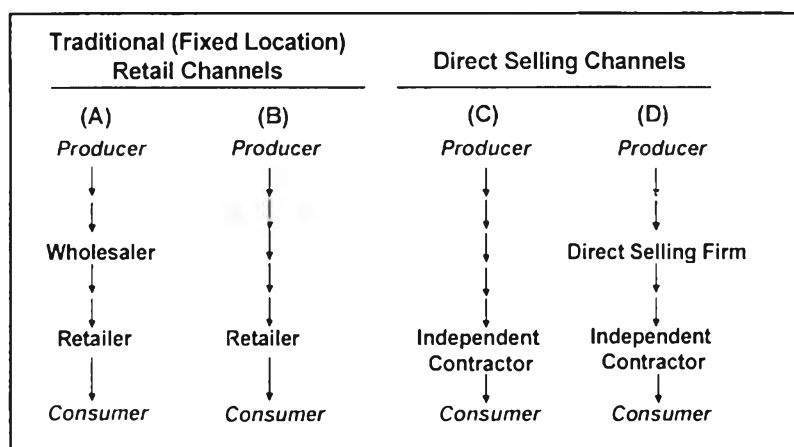 Traditional (Fixed Location)
Retail Channels
Direct Selling Channels
(A) (B) (C) (D)
Producer Producer Producer Producer
Wholesaler Direct Selling Firm
Retailer Retailer Independent Independent
Contractor Contractor
Consumer Consumer Consumer Consumer